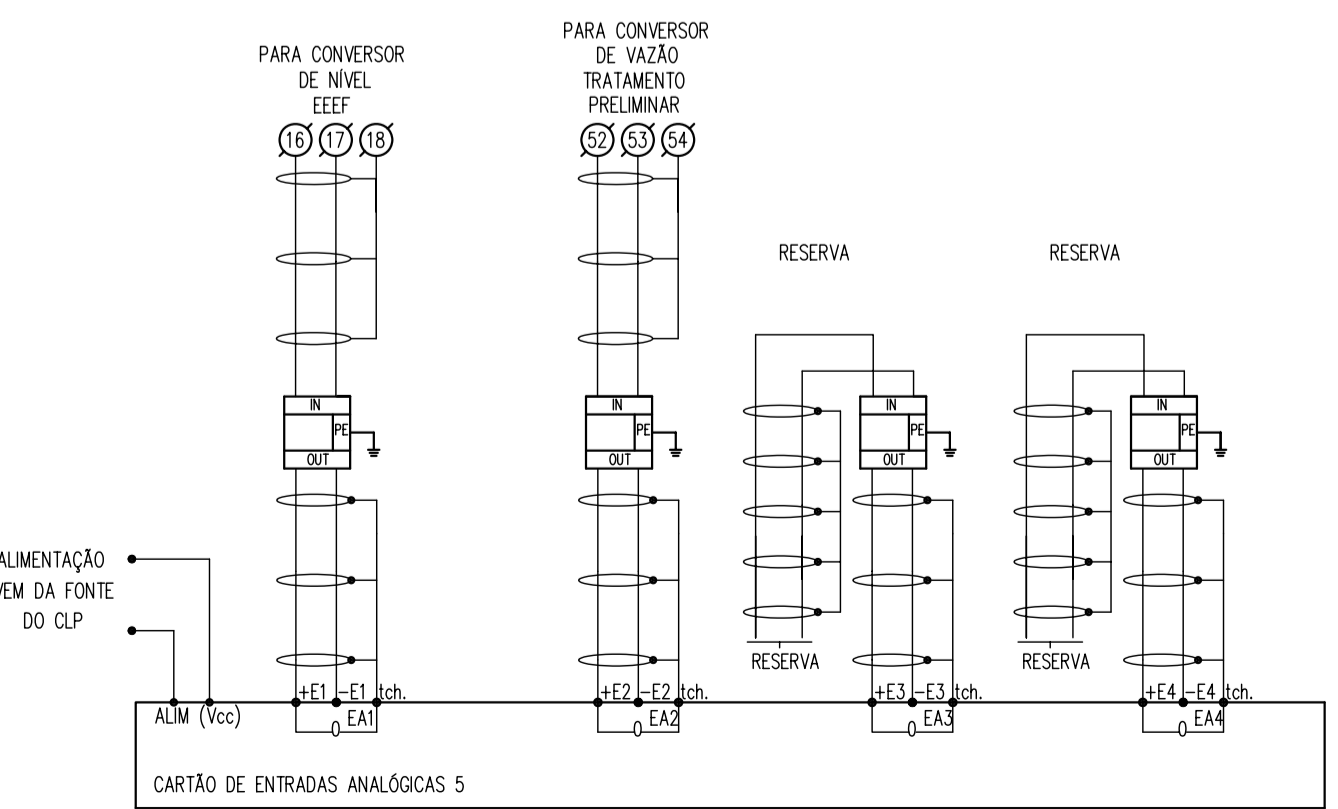 PARA CONVERSOR
DE NÍVEL
EEEF
16 17 18
PARA CONVERSOR
DE VAZÃO
TRATAMENTO
PRELIMINAR
52 53 54
RESERVA
RESERVA
IN
PE
OUT
IN
PE
OUT
IN
PE
OUT
IN
PE
OUT
ALIMENTAÇÃO
VEM DA FONTE
DO CLP
RESERVA
RESERVA
+E1 -E1 tch.
+E2 -E2 tch.
+E3 -E3 tch.
+E4 -E4 tch.
ALIM (Vcc)
0 EA1
0 EA2
0 EA3
0 EA4
CARTÃO DE ENTRADAS ANALÓGICAS 5